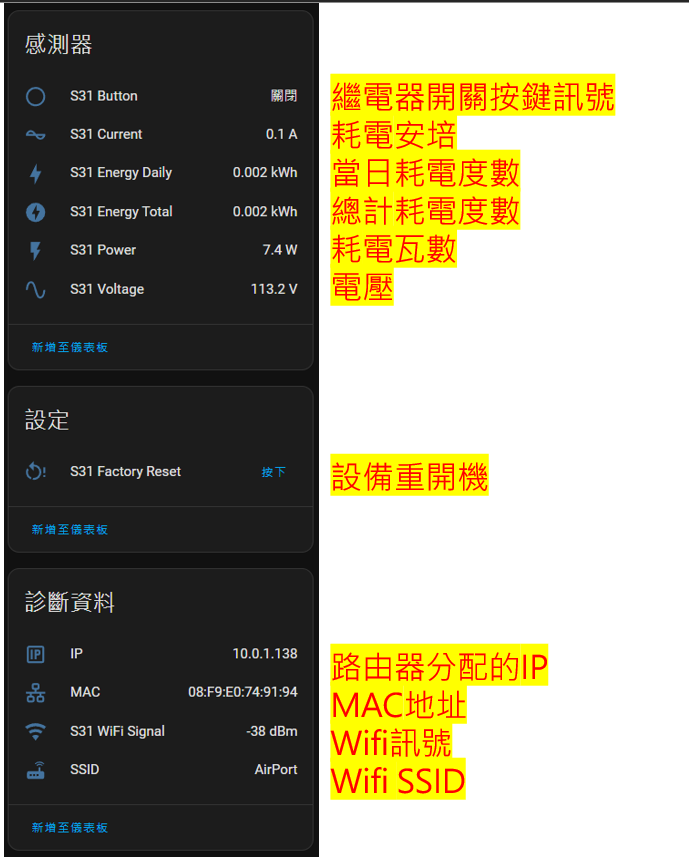 感測器
S31 Button 關閉 繼電器開關按鍵訊號
S31 Current 0.1 A 耗電安培
S31 Energy Daily 0.002 kWh 當日耗電度數
S31 Energy Total 0.002 kWh 總計耗電度數
S31 Power 7.4 W 耗電瓦數
S31 Voltage 113.2 V 電壓
新增至儀表板
設定
S31 Factory Reset 按下 設備重開機
新增至儀表板
診斷資料
IP 10.0.1.138 路由器分配的IP
MAC 08:F9:E0:74:91:94 MAC地址
S31 WiFi Signal -38 dBm Wifi訊號
SSID AirPort Wifi SSID
新增至儀表板